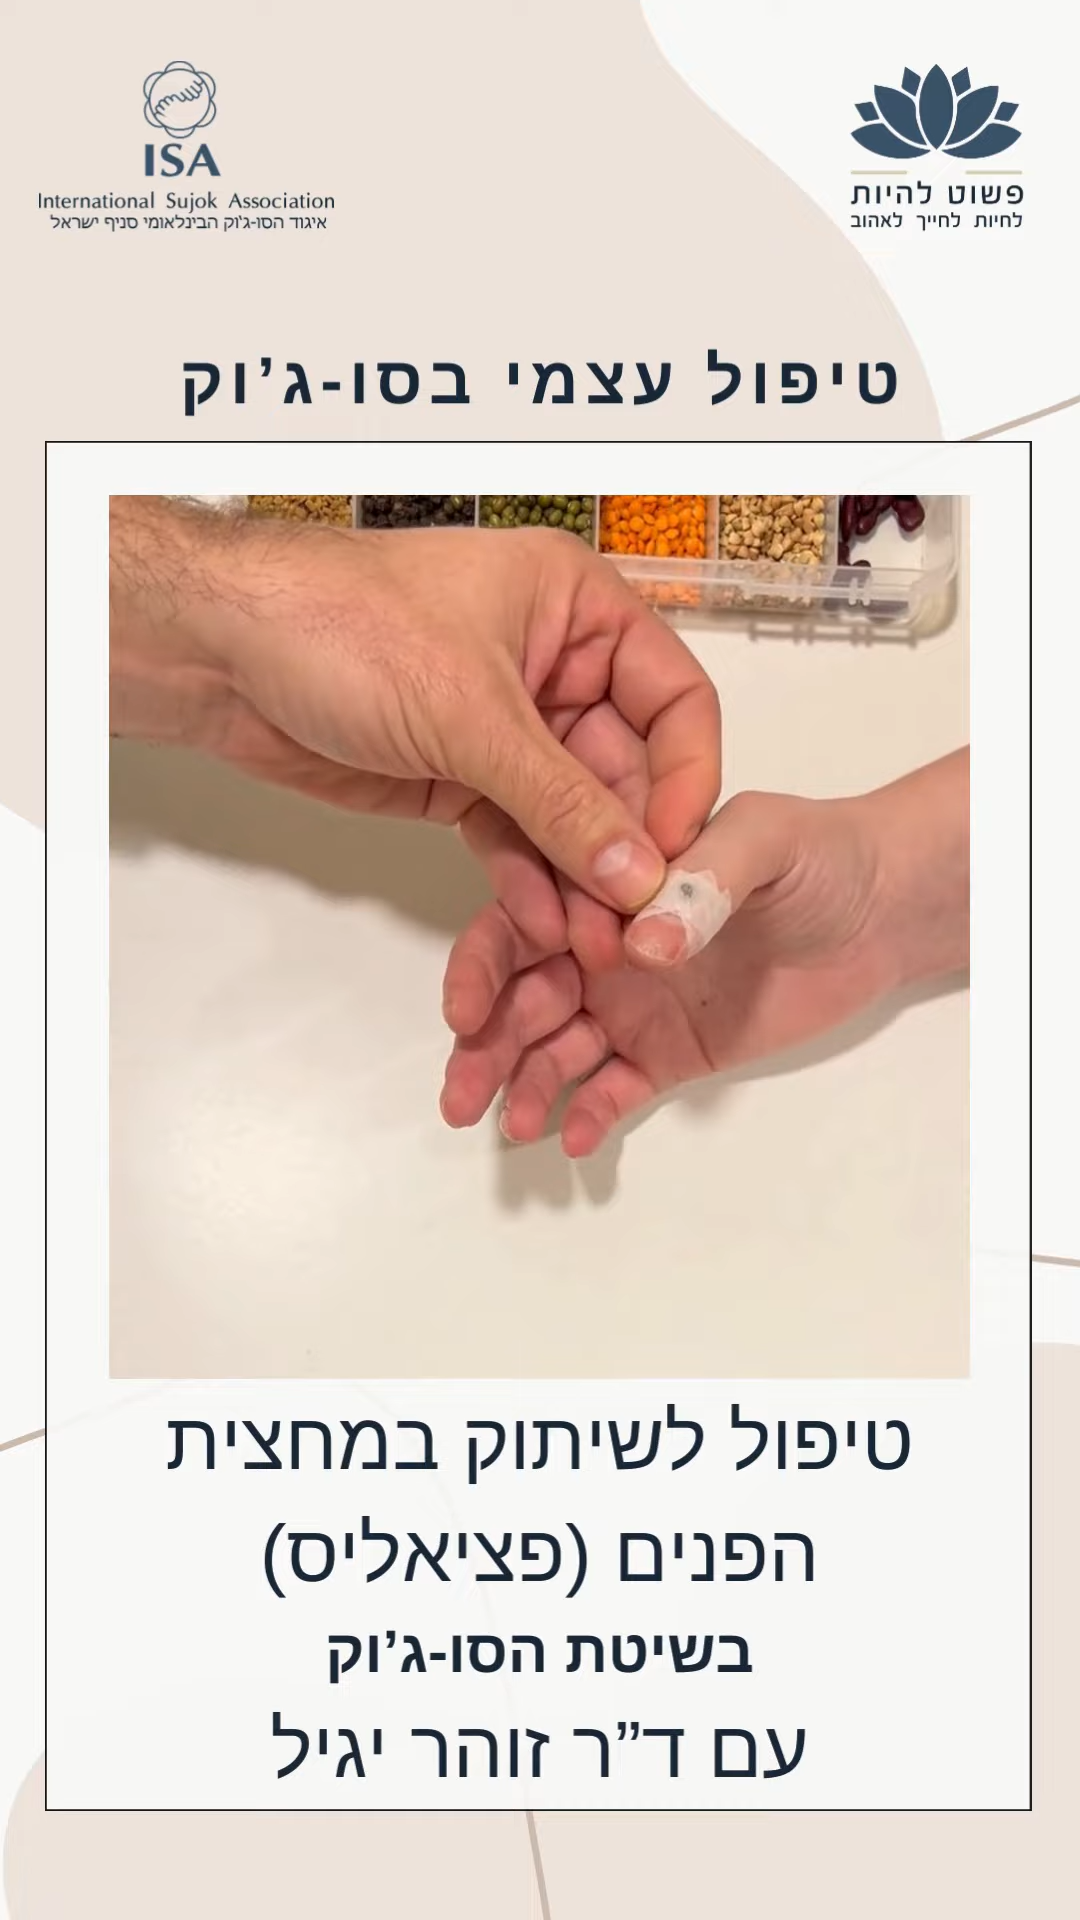 ISA
International Sujok Association
איגוד הסו-ג'וק הבינלאומי סניף ישראל
פשוט להיות
לחיות לחייך לאהוב
טיפול עצמי בסו-ג’וק
טיפול לשיתוק במחצית
הפנים (פציאליס)
בשיטת הסו-ג’וק
עם ד”ר זוהר יגיל